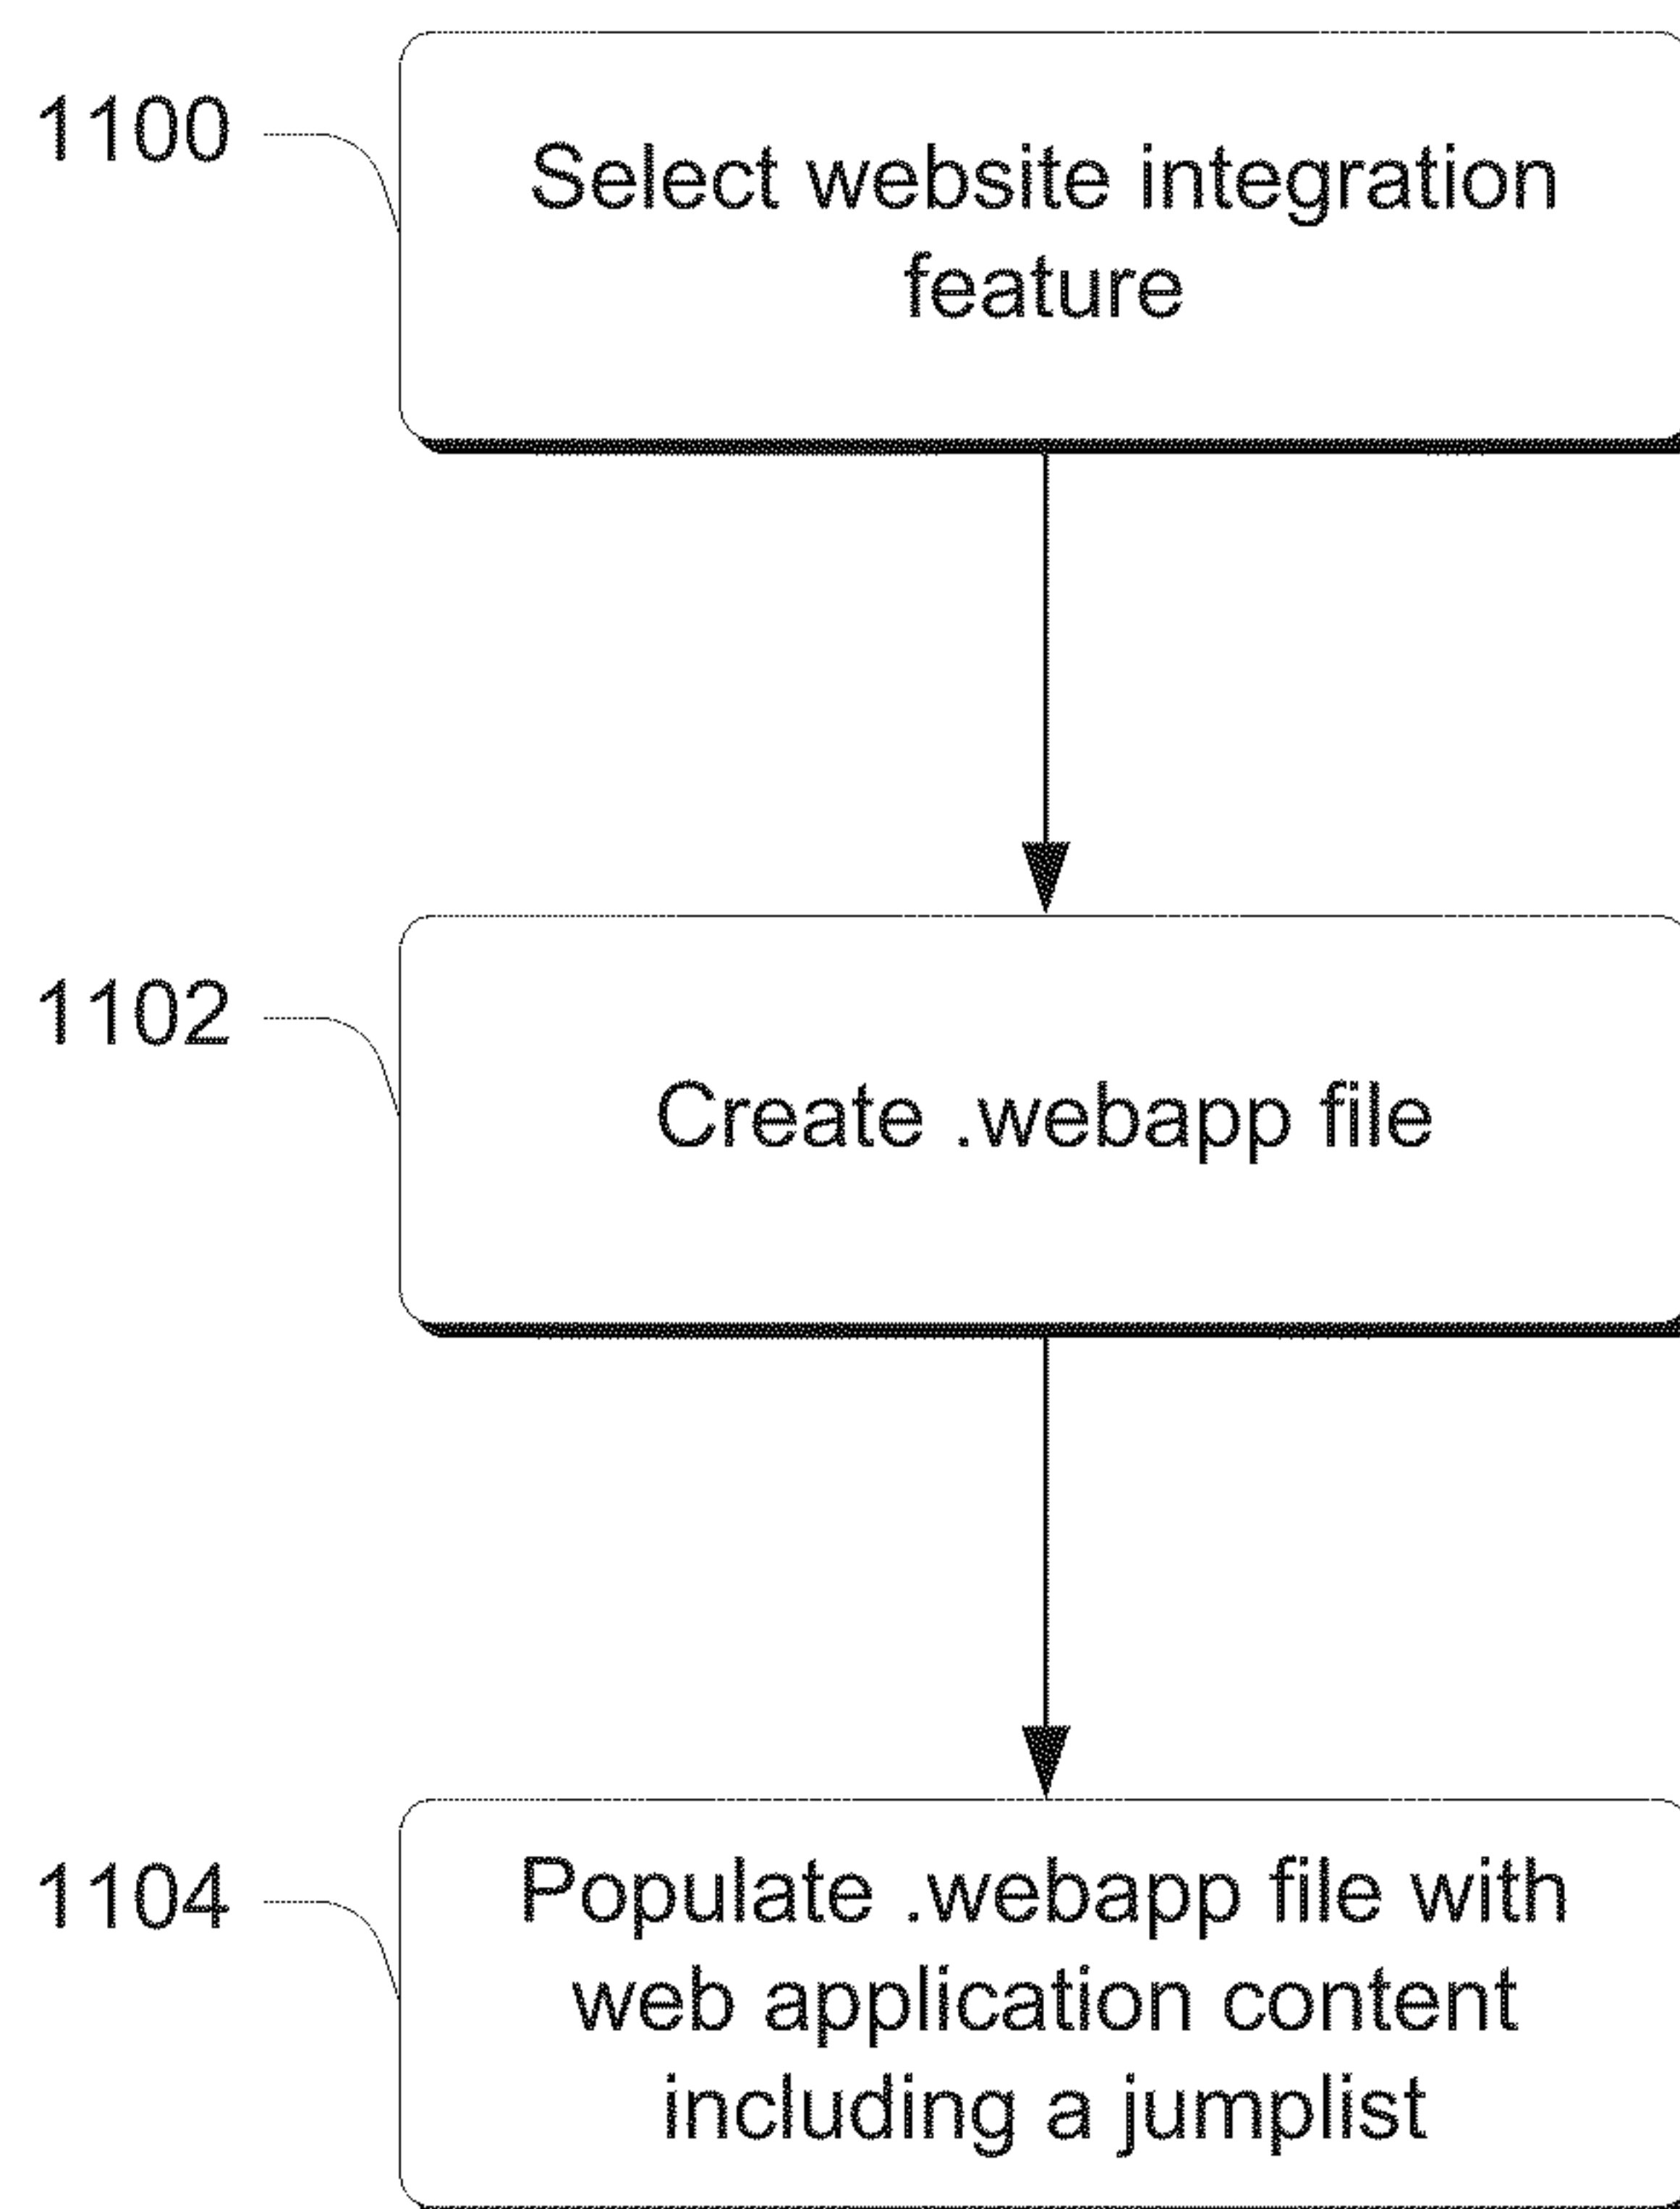 1100
Select website integration
feature
1102
Create .webapp file
1104
Populate .webapp file with
web application content
including a jumplist